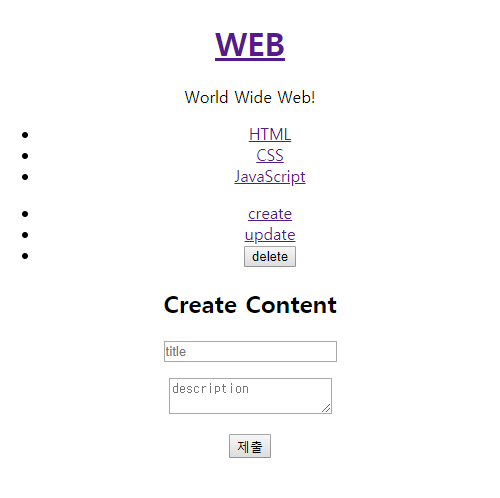 WEB
World Wide Web!
HTML
CSS
JavaScript
create
update
delete
Create Content
title
description
제출